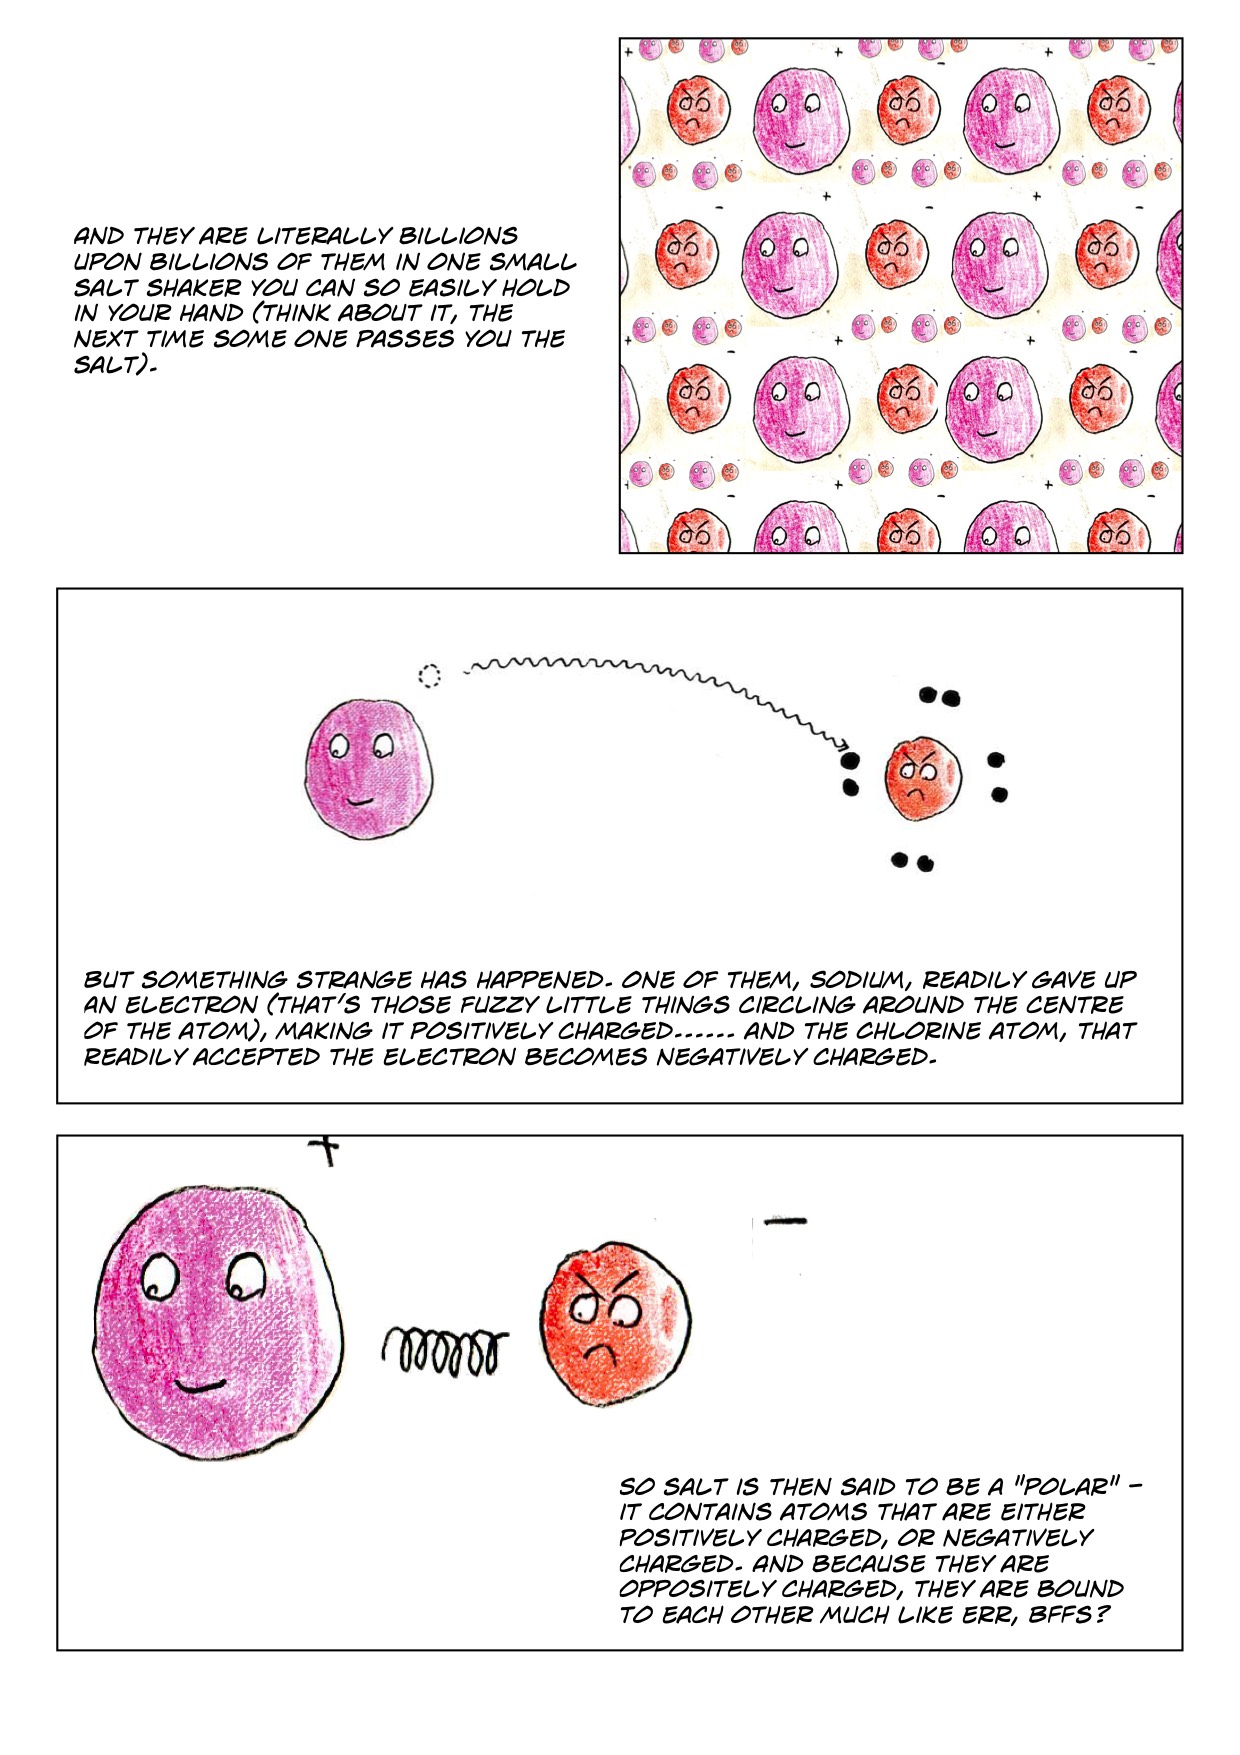 AND THEY ARE LITERALLY BILLIONS
UPON BILLIONS OF THEM IN ONE SMALL
SALT SHAKER YOU CAN SO EASILY HOLD
IN YOUR HAND (THINK ABOUT IT, THE
NEXT TIME SOME ONE PASSES YOU THE
SALT).
BUT SOMETHING STRANGE HAS HAPPENED. ONE OF THEM, SODIUM, READILY GAVE UP
AN ELECTRON (THAT'S THOSE FUZZY LITTLE THINGS CIRCLING AROUND THE CENTRE
OF THE ATOM), MAKING IT POSITIVELY CHARGED...... AND THE CHLORINE ATOM, THAT
READILY ACCEPTED THE ELECTRON BECOMES NEGATIVELY CHARGED.
+
-
SO SALT IS THEN SAID TO BE A "POLAR" -
IT CONTAINS ATOMS THAT ARE EITHER
POSITIVELY CHARGED, OR NEGATIVELY
CHARGED. AND BECAUSE THEY ARE
OPPOSITELY CHARGED, THEY ARE BOUND
TO EACH OTHER MUCH LIKE ERR, BFFS?